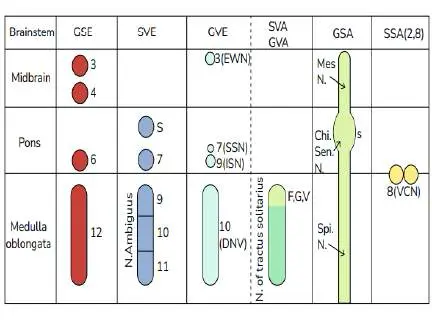 Brainstem GSE SVE GVE SVA GVA GSA SSA(2,8)
Midbrain 3 4 3(EWN) Mes N.
Pons 6 S 7 7(SSN) 9(ISN) Chi. Sen. N. s
Medulla oblongata 12 N.Ambiguus 9 10 11 10 (DNV) N. of tractus solitarius F,G,V Spi. N. 8(VCN)